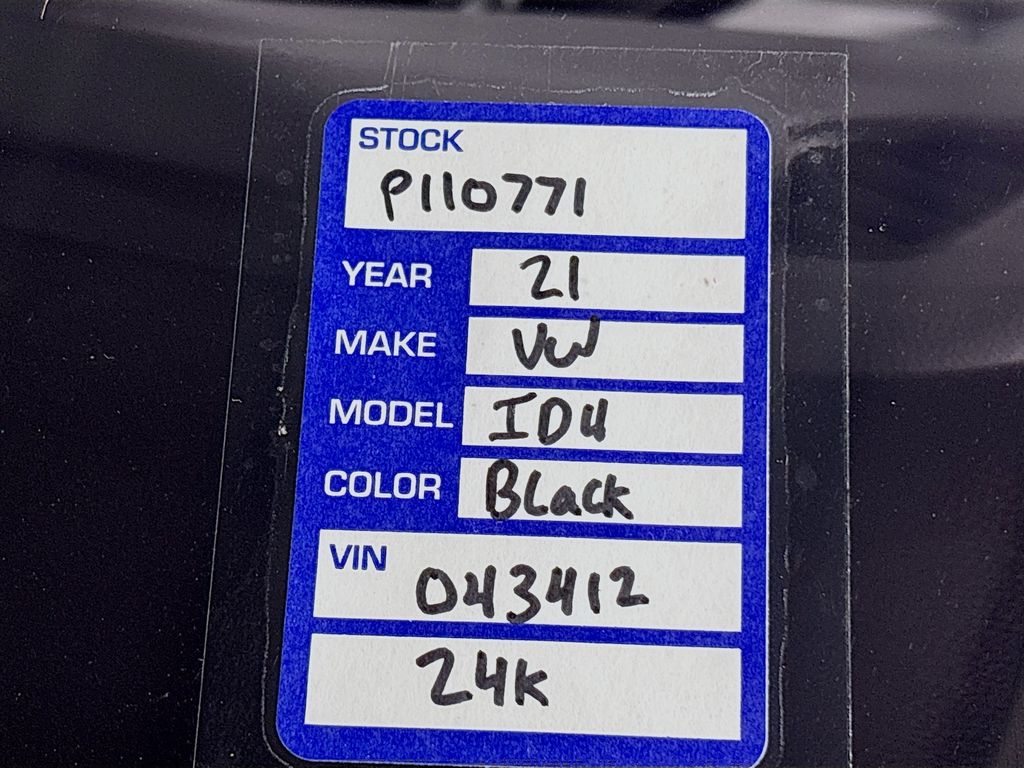 STOCK
P110771
YEAR 21
MAKE VW
MODEL ID4
COLOR BLack
VIN
043412
24K